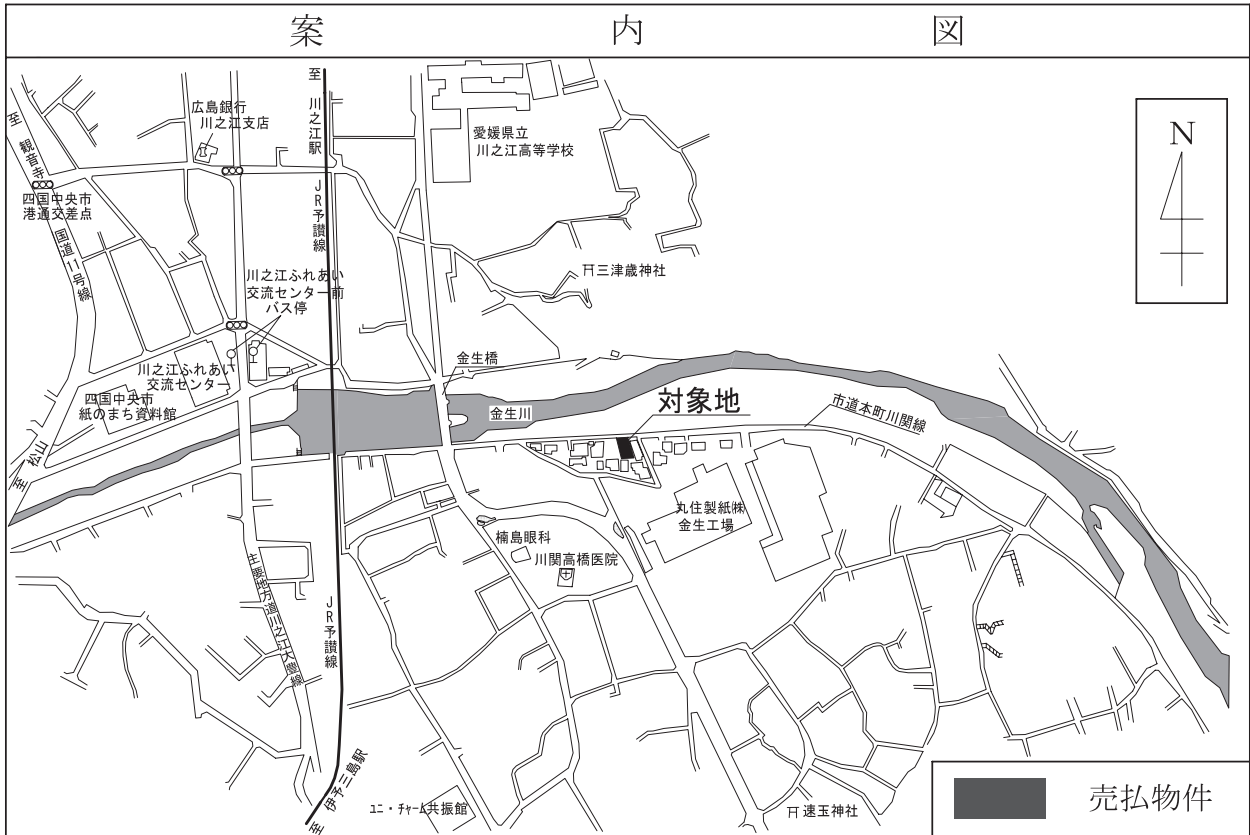 案内図
至 川之江駅
広島銀行
川之江支店
愛媛県立
川之江高等学校
N
至 観音寺
四国中央市
港通交差点
JR予讃線
国道11号線
川之江ふれあい
交流センター前
バス停
三津歳神社
川之江ふれあい
交流センター
金生橋
四国中央市
紙のまち資料館
金生川
対象地
市道本町川関線
至 松山
丸住製紙㈱
金生工場
楠島眼科
川関高橋医院
主要地方道川之江大豊線
JR予讃線
至 伊予三島駅
ユニ・チャーム共振館
速玉神社
売払物件